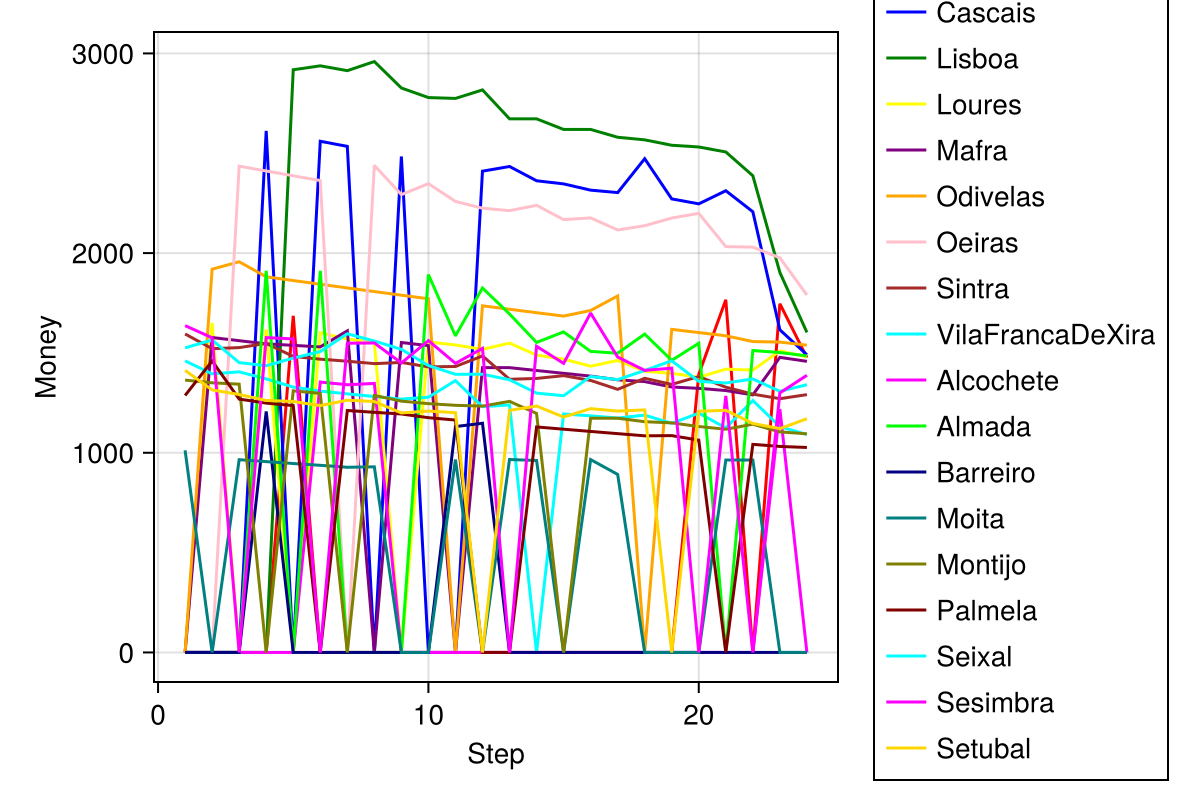 3000
2000
1000
0
Money
0
10
20
Step
Cascais
Lisboa
Loures
Mafra
Odivelas
Oeiras
Sintra
VilaFrancaDeXira
Alcochete
Almada
Barreiro
Moita
Montijo
Palmela
Seixal
Sesimbra
Setubal